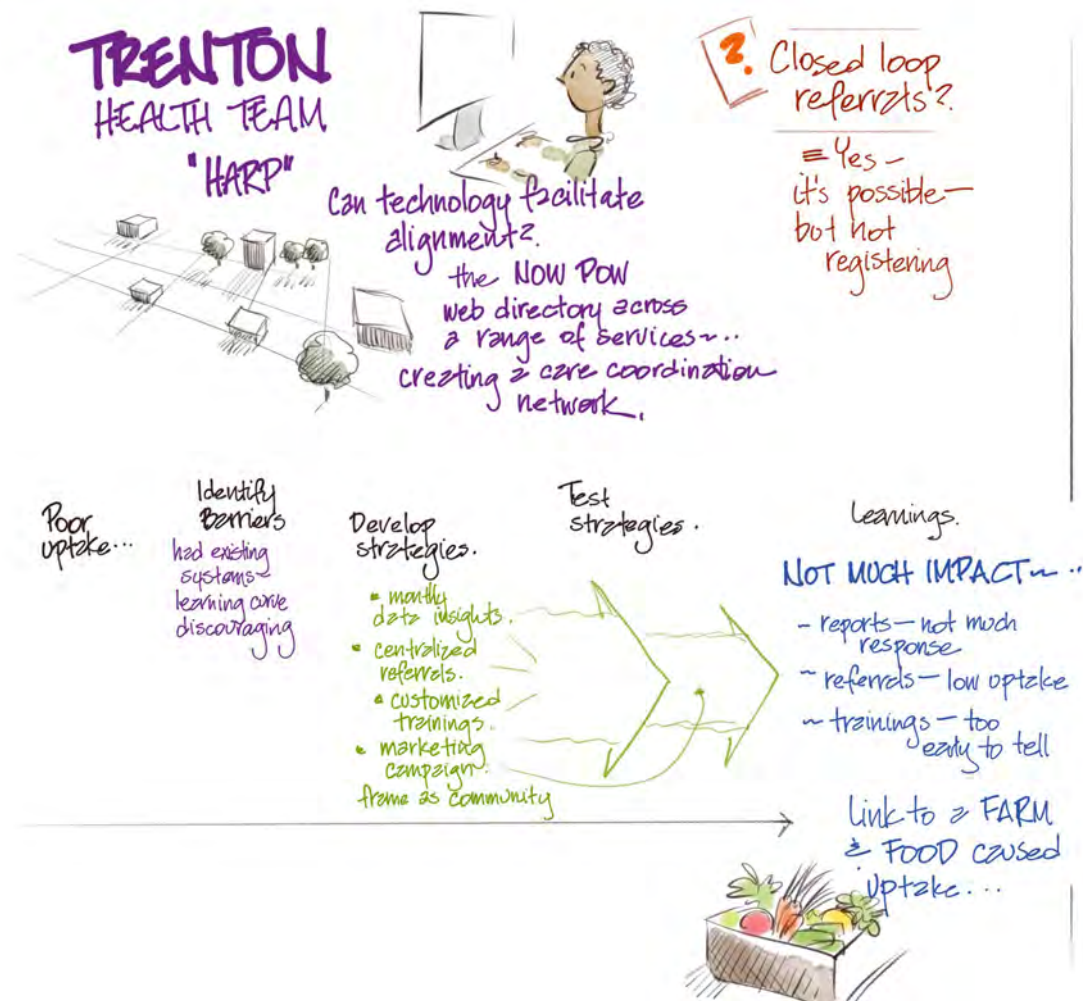 TRENTON
HEALTH TEAM
"HARP"
Can technology facilitate
alignment?.
the NOW POW
web directory across
a range of services~..
creating a care coordination
network.
?. Closed loop
referrals?.
= Yes –
it's possible –
but not
registering
Poor
uptake...
Identify
Barriers
had existing
systems~
learning curve
discouraging
Develop
strategies.
• monthly
data insights.
• centralized
referrals.
• customized
trainings.
• marketing
campaign.
frame as community
Test
strategies.
Learnings.
NOT MUCH IMPACT~..
~ reports – not much
response
~ referrals – low uptake
~ trainings – too
early to tell
Link to a FARM
& FOOD caused
uptake...